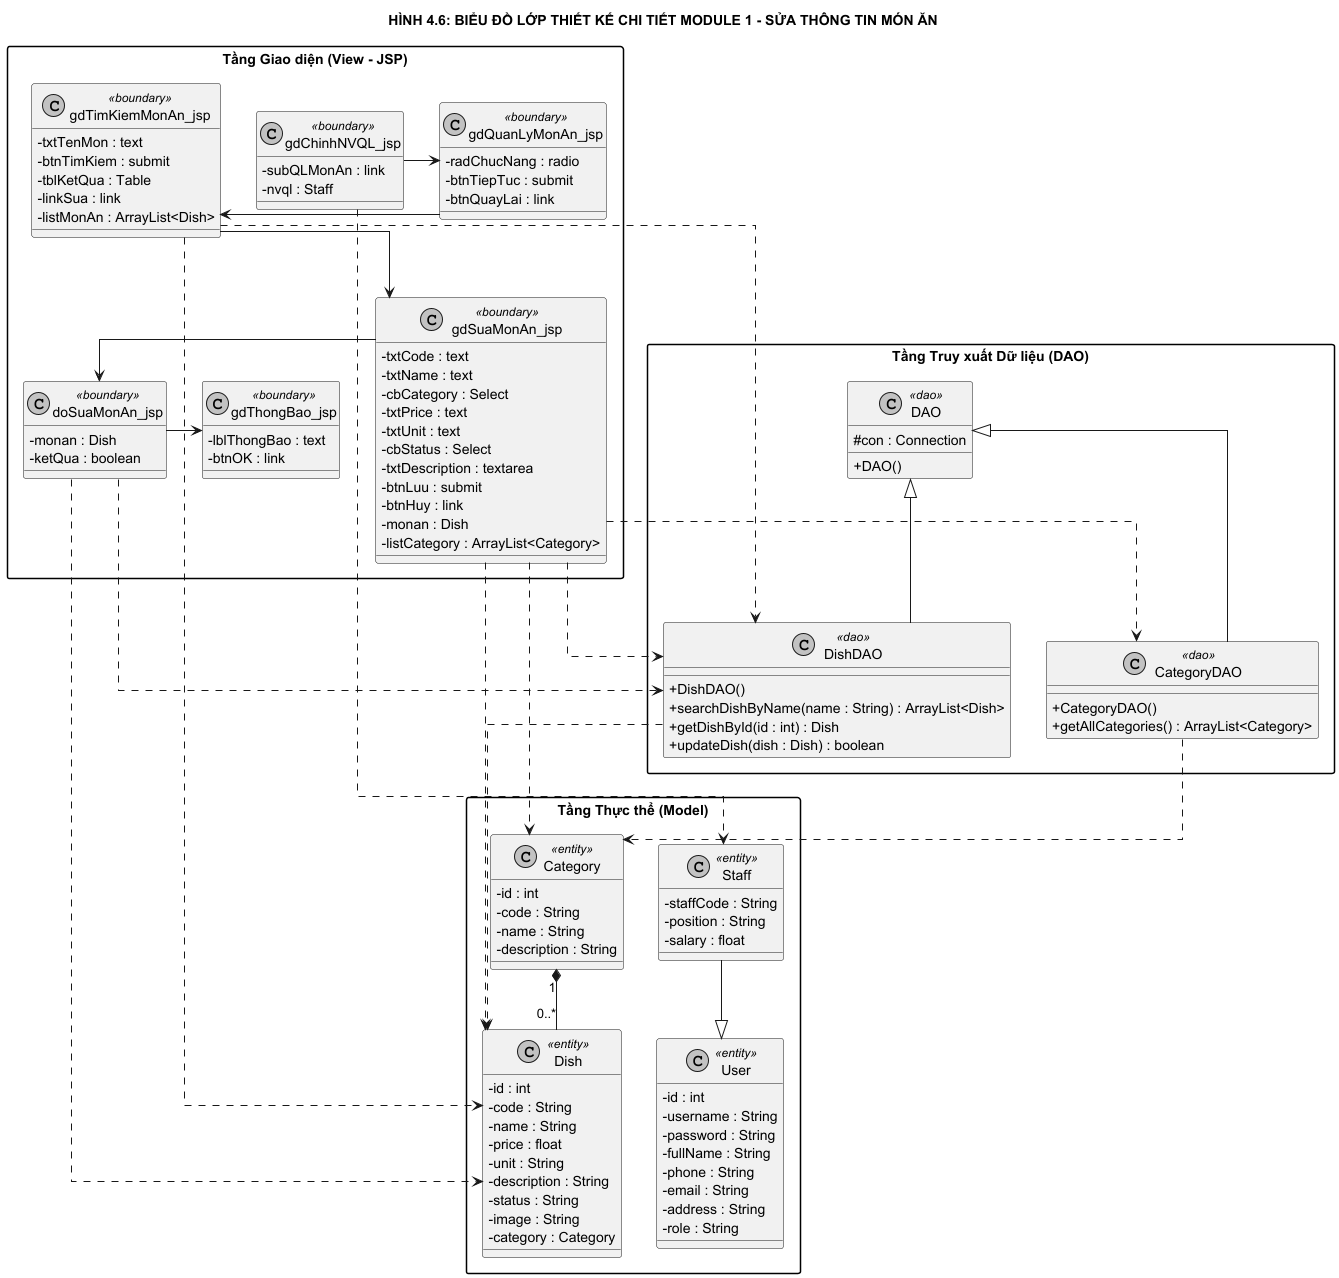 HÌNH 4.6: BIỂU ĐỒ LỚP THIẾT KẾ CHI TIẾT MODULE 1 - SỬA THÔNG TIN MÓN ĂN
Tầng Giao diện (View - JSP)
C
«boundary»
gdTimKiemMonAn_jsp
-txtTenMon : text
-btnTimKiem : submit
-tblKetQua : Table
-linkSua : link
-listMonAn : ArrayList<Dish>
C
«boundary»
gdChinhNVQL_jsp
-subQLMonAn : link
-nvql : Staff
C
«boundary»
gdQuanLyMonAn_jsp
-radChucNang : radio
-btnTiepTuc : submit
-btnQuayLai : link
C
«boundary»
gdSuaMonAn_jsp
-txtCode : text
-txtName : text
-cbCategory : Select
-txtPrice : text
-txtUnit : text
-cbStatus : Select
-txtDescription : textarea
-btnLuu : submit
-btnHuy : link
-monan : Dish
-listCategory : ArrayList<Category>
C
«boundary»
doSuaMonAn_jsp
-monan : Dish
-ketQua : boolean
C
«boundary»
gdThongBao_jsp
-lblThongBao : text
-btnOK : link
Tầng Truy xuất Dữ liệu (DAO)
C
«dao»
DAO
#con : Connection
+DAO()
C
«dao»
DishDAO
+DishDAO()
+searchDishByName(name : String) : ArrayList<Dish>
+getDishById(id : int) : Dish
+updateDish(dish : Dish) : boolean
C
«dao»
CategoryDAO
+CategoryDAO()
+getAllCategories() : ArrayList<Category>
Tầng Thực thể (Model)
C
«entity»
Category
-id : int
-code : String
-name : String
-description : String
C
«entity»
Staff
-staffCode : String
-position : String
-salary : float
1
0..*
C
«entity»
Dish
-id : int
-code : String
-name : String
-price : float
-unit : String
-description : String
-status : String
-image : String
-category : Category
C
«entity»
User
-id : int
-username : String
-password : String
-fullName : String
-phone : String
-email : String
-address : String
-role : String